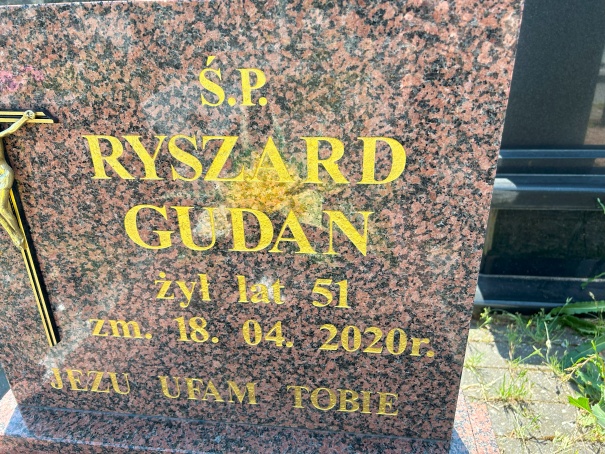 Ś.P.
RYSZARD
GUDAN
żył lat 51
zm. 18. 04. 2020r.
JEZU UFAM TOBIE